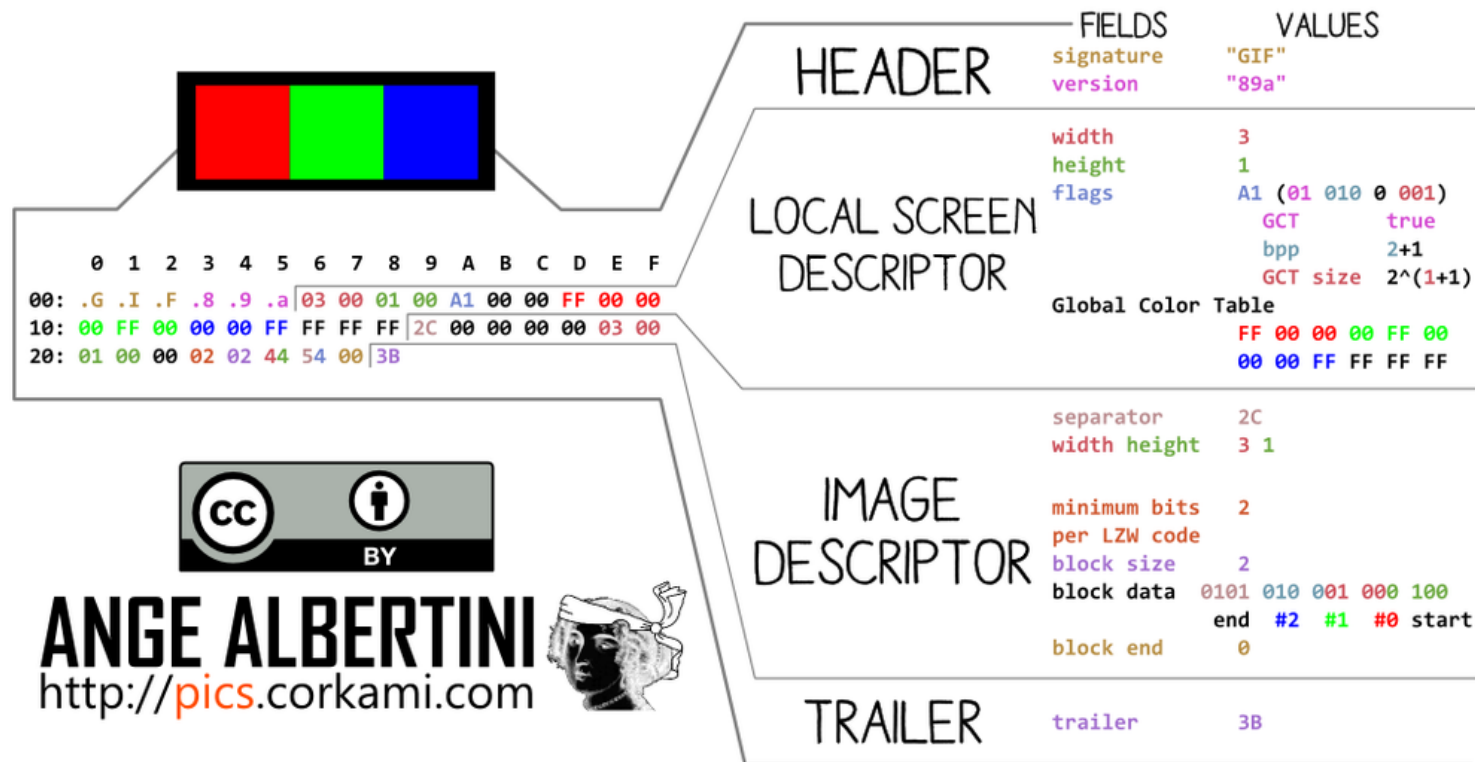 FIELDS VALUES
HEADER
signature "GIF"
version "89a"
width 3
height 1
flags A1 (01 010 0 001)
GCT true
bpp 2+1
GCT size 2^(1+1)
LOCAL SCREEN
DESCRIPTOR
Global Color Table
FF 00 00 00 FF 00
00 00 FF FF FF FF
0 1 2 3 4 5 6 7 8 9 A B C D E F
00: .G .I .F .8 .9 .a 03 00 01 00 A1 00 00 FF 00 00
10: 00 FF 00 00 00 FF FF FF FF 2C 00 00 00 00 03 00
20: 01 00 00 02 02 44 54 00 3B
separator 2C
width height 3 1
IMAGE
DESCRIPTOR
minimum bits 2
per LZW code
block size 2
block data 0101 010 001 000 100
end #2 #1 #0 start
block end 0
TRAILER
trailer 3B
CC
BY
ANGE ALBERTINI
http://pics.corkami.com